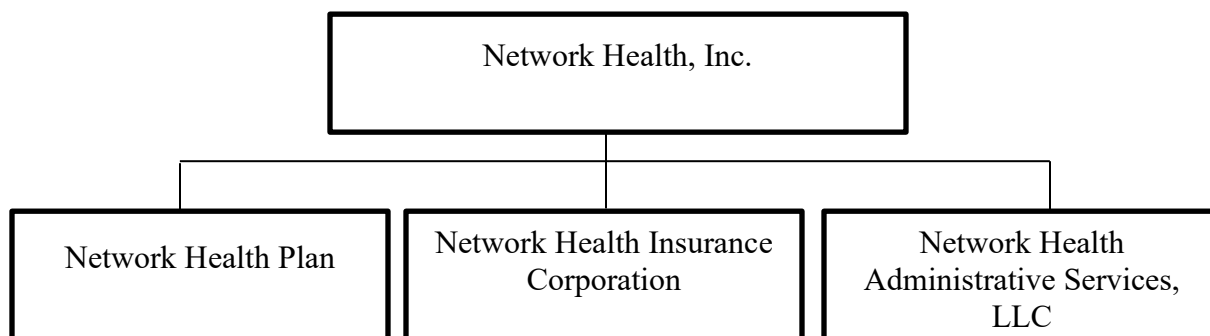 Network Health, Inc.
Network Health Plan
Network Health Insurance
Corporation
Network Health
Administrative Services,
LLC